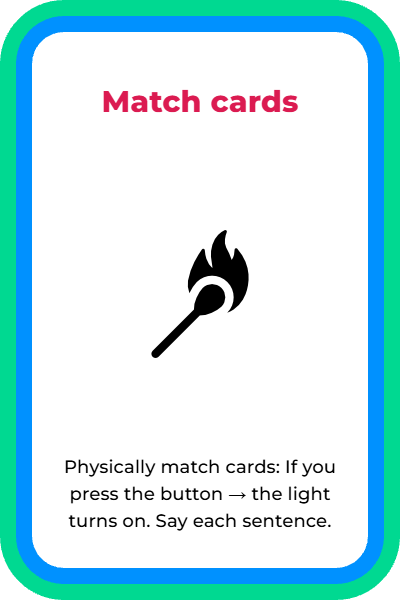 Match cards
Physically match cards: If you
press the button → the light
turns on. Say each sentence.